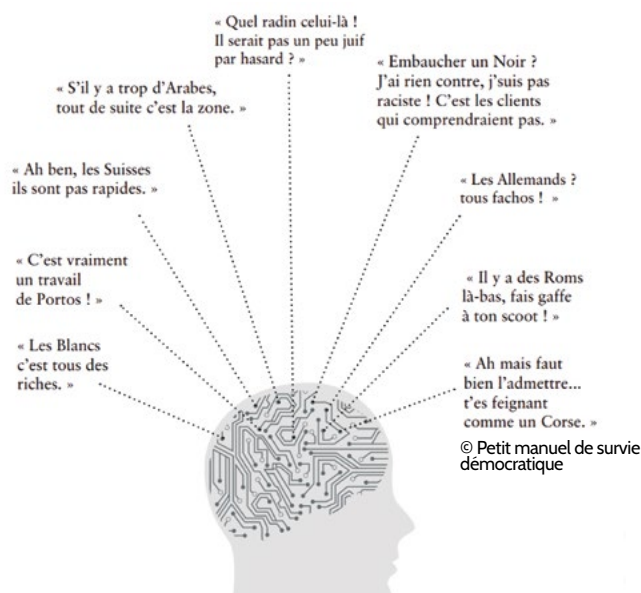 « Quel radin celui-là !
Il serait pas un peu juif
par hasard ? »
« Embaucher un Noir ?
J'ai rien contre, j'suis pas
raciste ! C'est les clients
qui comprendraient pas. »
« S'il y a trop d'Arabes,
tout de suite c'est la zone. »
« Ah ben, les Suisses
ils sont pas rapides. »
« Les Allemands ?
tous fachos ! »
« C'est vraiment
un travail
de Portos ! »
« Il y a des Roms
là-bas, fais gaffe
à ton scoot ! »
« Les Blancs
c'est tous des
riches. »
« Ah mais faut
bien l'admettre...
t'es feignant
comme un Corse. »
© Petit manuel de survie
démocratique